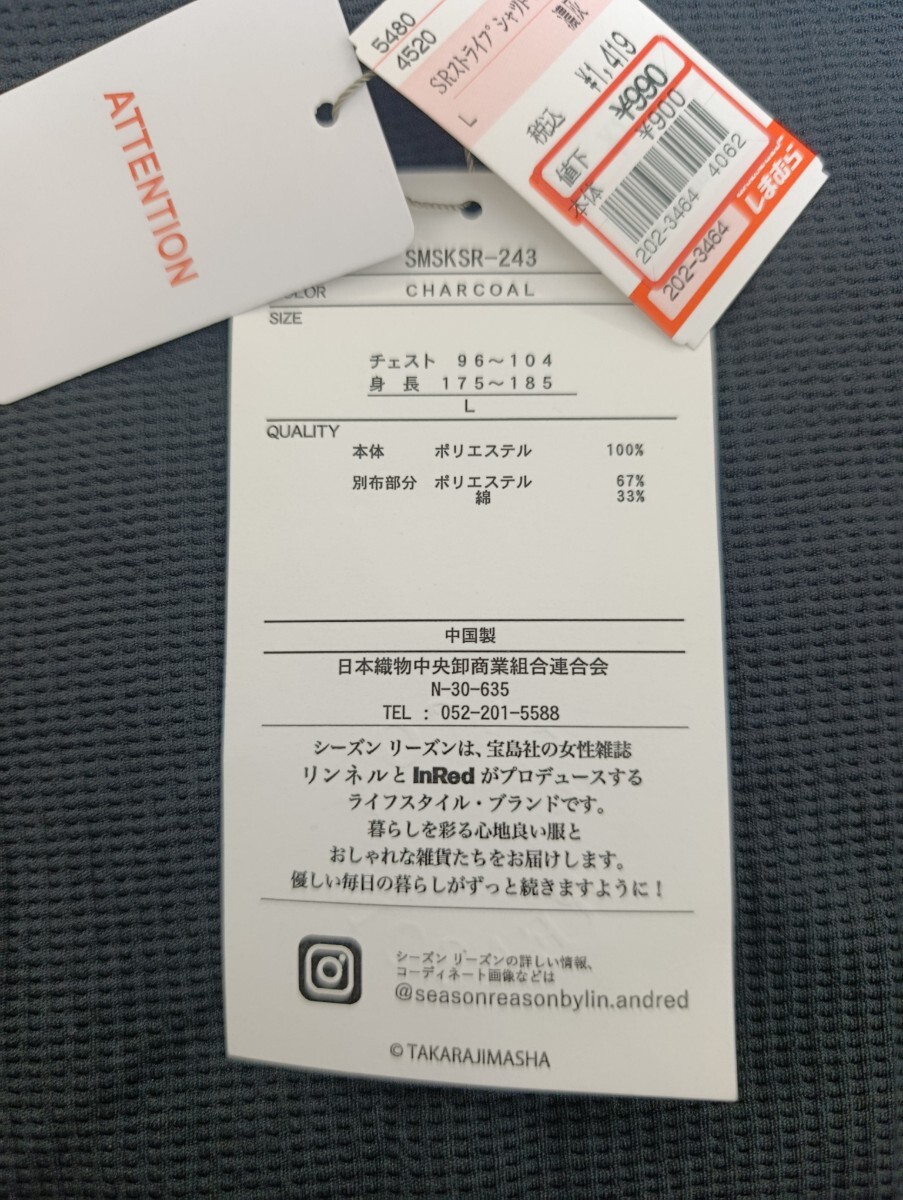 ATTENTION
5480
4520
SRストライプ シャツ
濃灰
L
¥1,419
税込
¥990
値下
¥900
本体
202-3464 4062
202-3464
しまむら
SMSKSR-243
COLOR CHARCOAL
SIZE
チェスト 96～104
身 長 175～185
L
QUALITY
本体 ポリエステル 100%
別布部分 ポリエステル 67%
綿 33%
中国製
日本織物中央卸商業組合連合会
N-30-635
TEL : 052-201-5588
シーズン リーズンは、宝島社の女性雑誌
リンネルと InRed がプロデュースする
ライフスタイル・ブランドです。
暮らしを彩る心地良い服と
おしゃれな雑貨たちをお届けします。
優しい毎日の暮らしがずっと続きますように！
シーズン リーズンの詳しい情報、
コーディネート画像などは
@seasonreasonbylin.andred
© TAKARAJIMASHA